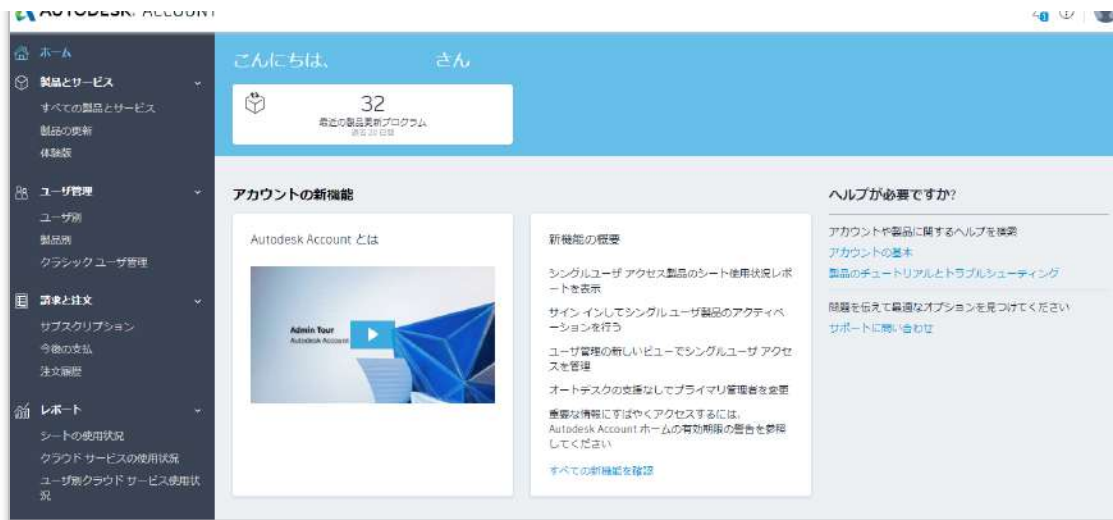 AUTODESK. ACCOUNT
ホーム
製品とサービス
すべての製品とサービス
製品の更新
体験版
ユーザ管理
ユーザ別
製品別
クラシック ユーザ管理
請求と注文
サブスクリプション
今後の支払
注文履歴
レポート
シートの使用状況
クラウド サービスの使用状況
ユーザ別クラウド サービス使用状
況
こんにちは、 さん
32
最近の製品更新プログラム
過去 30 日間
アカウントの新機能
Autodesk Account とは
Admin Tour
Autodesk Account
新機能の概要
シングルユーザ アクセス製品のシート使用状況レポ
ートを表示
サイン インしてシングル ユーザ製品のアクティベ
ーションを行う
ユーザ管理の新しいビューでシングルユーザ アクセ
スを管理
オートデスクの支援なしでプライマリ管理者を変更
重要な情報にすばやくアクセスするには、
Autodesk Account ホームの有効期限の警告を参照
してください
すべての新機能を確認
ヘルプが必要ですか?
アカウントや製品に関するヘルプを検索
アカウントの基本
製品のチュートリアルとトラブルシューティング
問題を伝えて最適なオプションを見つけてください
サポートに問い合わせ